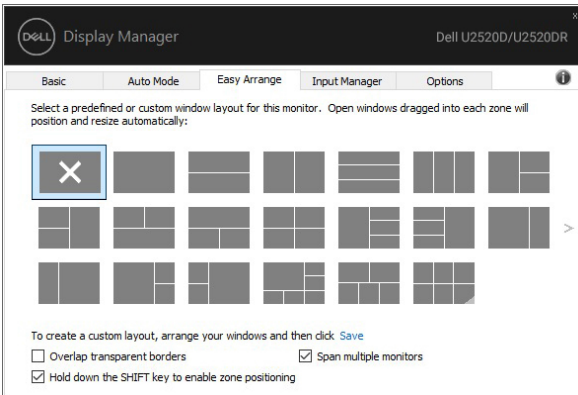 DELL Display Manager
Dell U2520D/U2520DR
Basic Auto Mode Easy Arrange Input Manager Options
Select a predefined or custom window layout for this monitor. Open windows dragged into each zone will
position and resize automatically:
To create a custom layout, arrange your windows and then click Save
Overlap transparent borders
Span multiple monitors
Hold down the SHIFT key to enable zone positioning